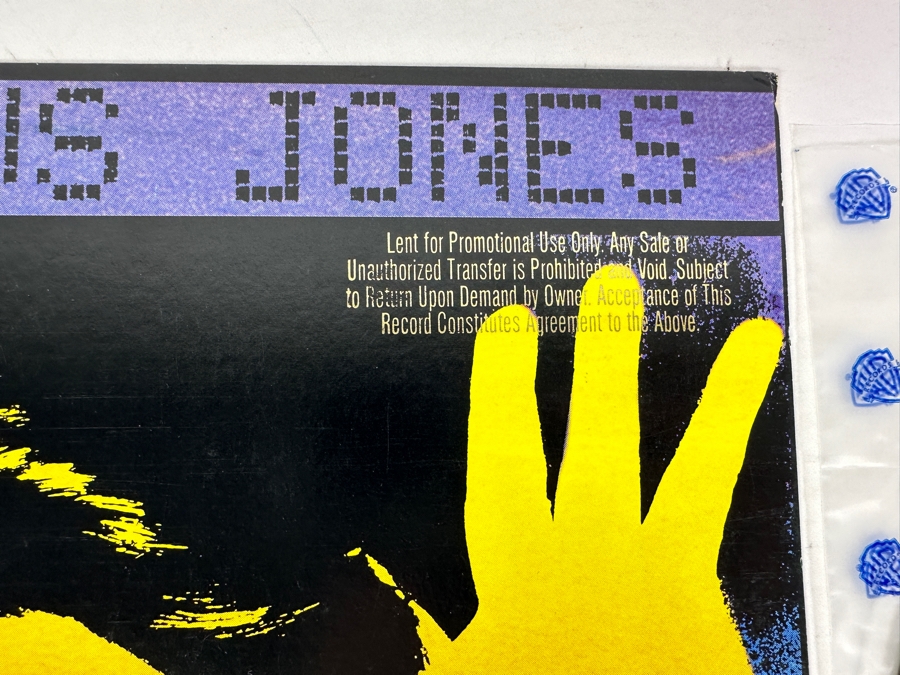 US JONES
Lent for Promotional Use Only. Any Sale or
Unauthorized Transfer is Prohibited and Void. Subject
to Return Upon Demand by Owner. Acceptance of This
Record Constitutes Agreement to the Above.